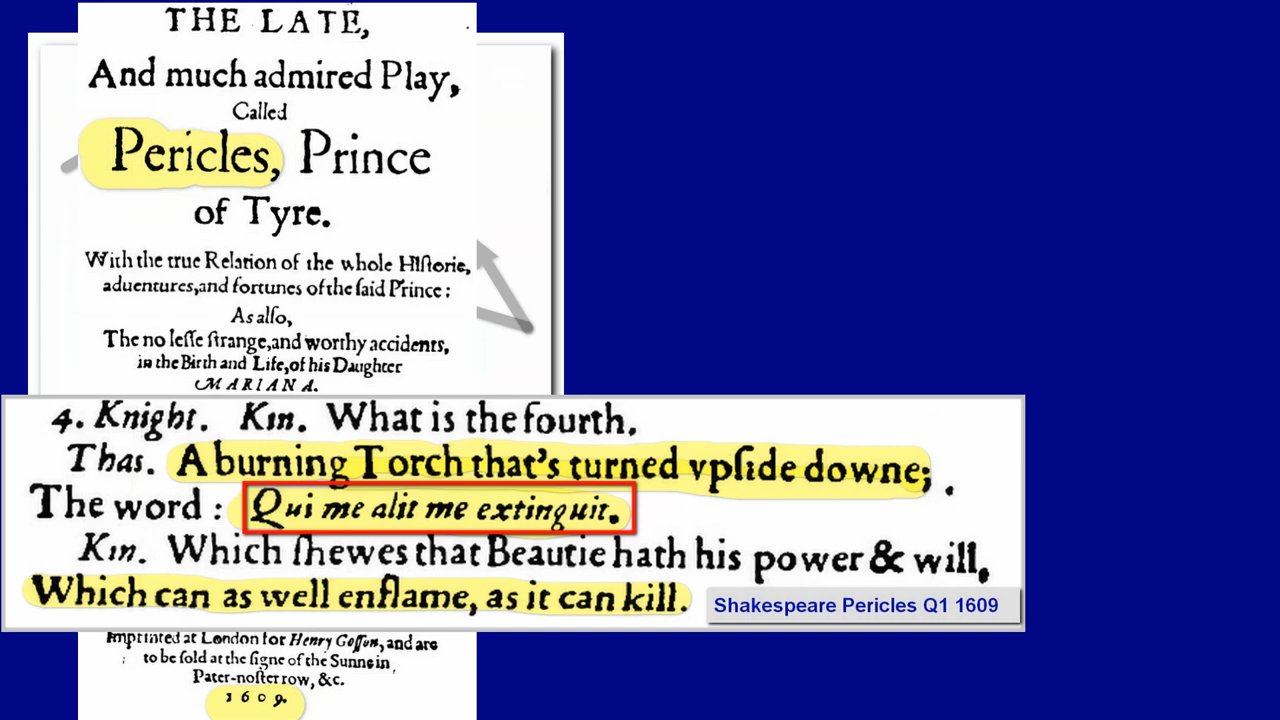 THE LATE,
And much admired Play,
Called
Pericles, Prince
of Tyre.
With the true Relation of the whole Hiſtorie,
aduentures,and fortunes of the ſaid Prince:
As alſo,
The no leſſe ſtrange,and worthy accidents,
in the Birth and Life,of his Daughter
MARIANA.
4. Knight. Kin. What is the fourth.
Thas. A burning Torch that's turned vpſide downe;
The word : Qui me alit me extinguit.
Kin. Which ſhewes that Beautie hath his power & will,
Which can as well enflame, as it can kill.
Shakespeare Pericles Q1 1609
Imprinted at London for Henry Goſſon, and are
to be ſold at the ſigne of the Sunne in
Pater-noſter row, &c.
1609.